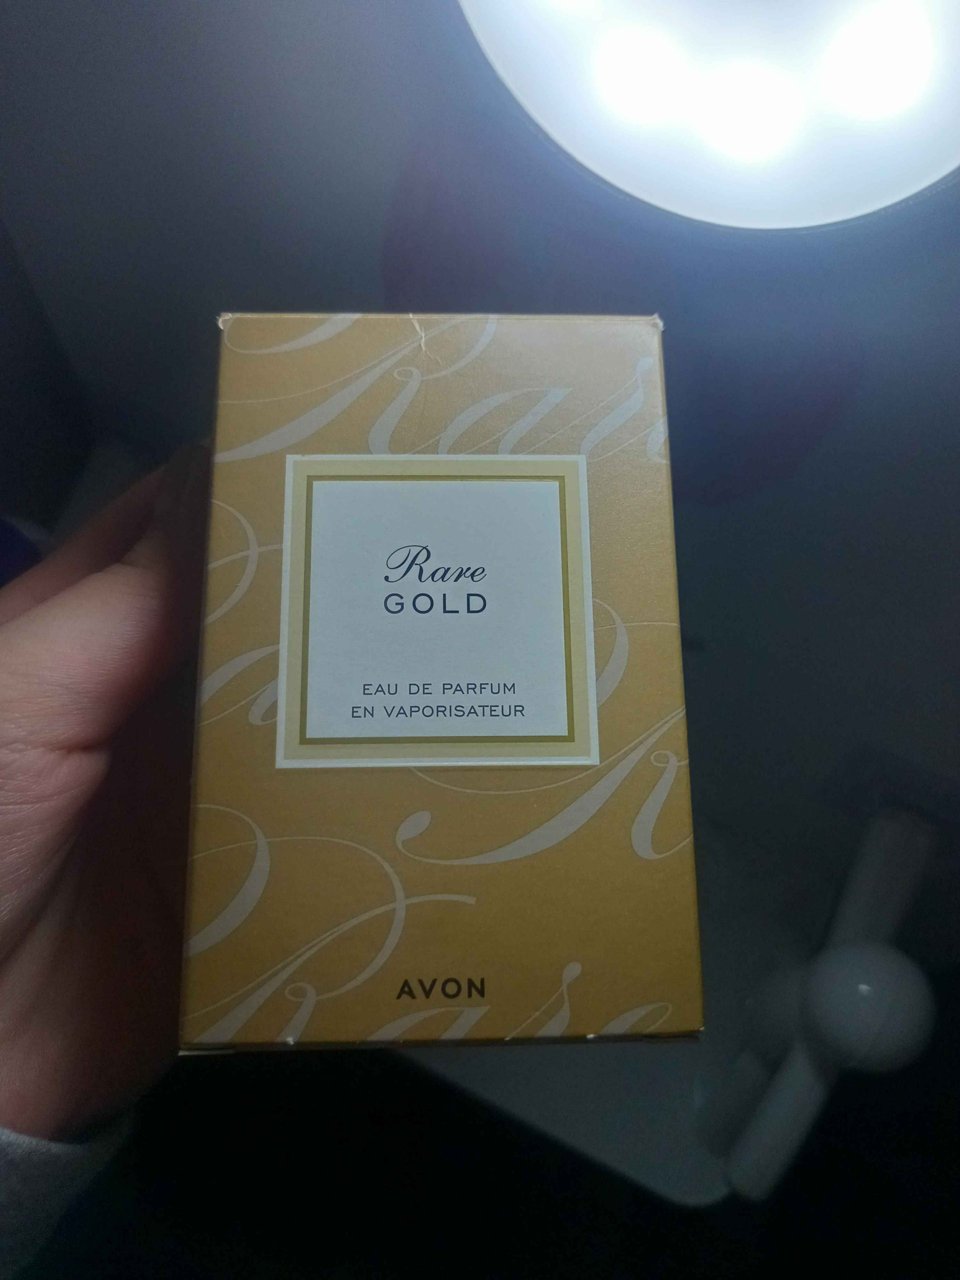 Rare
GOLD
EAU DE PARFUM
EN VAPORISATEUR
AVON